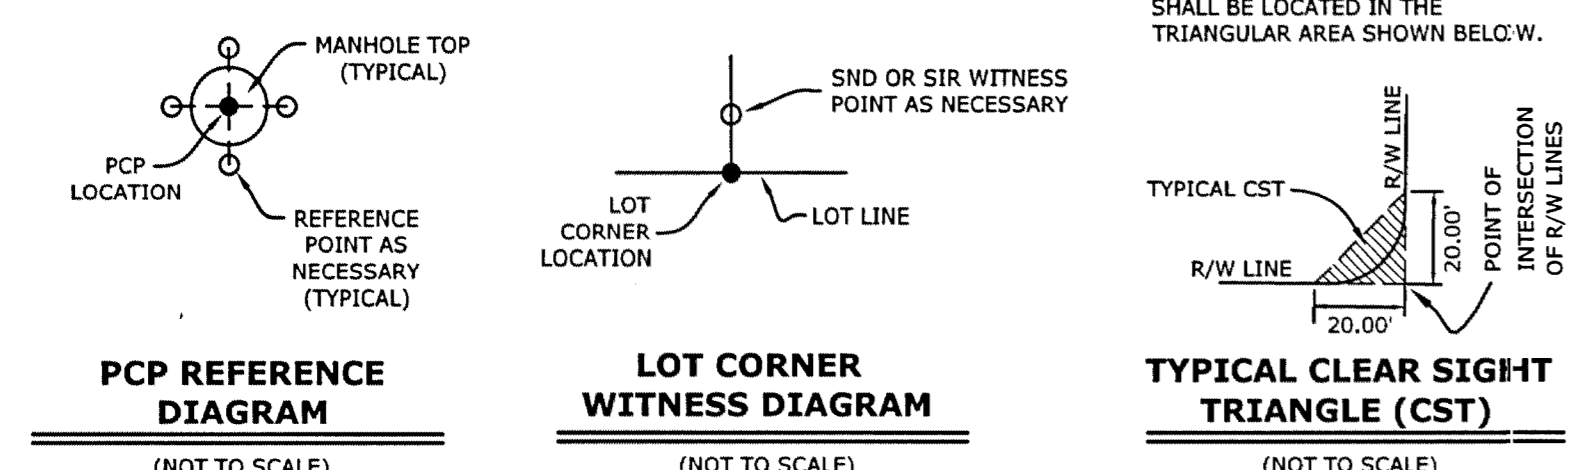 MANHOLE TOP
(TYPICAL)
PCP
LOCATION
REFERENCE
POINT AS
NECESSARY
(TYPICAL)
PCP REFERENCE
DIAGRAM
(NOT TO SCALE)
SND OR SIR WITNESS
POINT AS NECESSARY
LOT
CORNER
LOCATION
LOT LINE
LOT CORNER
WITNESS DIAGRAM
(NOT TO SCALE)
SHALL BE LOCATED IN THE
TRIANGULAR AREA SHOWN BELOW.
R/W LINE
TYPICAL CST
R/W LINE
20.00'
20.00'
POINT OF
INTERSECTION
OF R/W LINES
TYPICAL CLEAR SIGHT
TRIANGLE (CST)
(NOT TO SCALE)